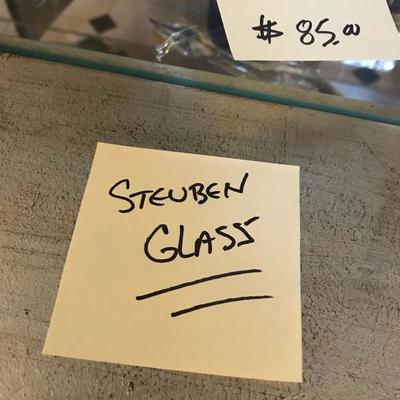 $ 85.00
STEUBEN
GLASS